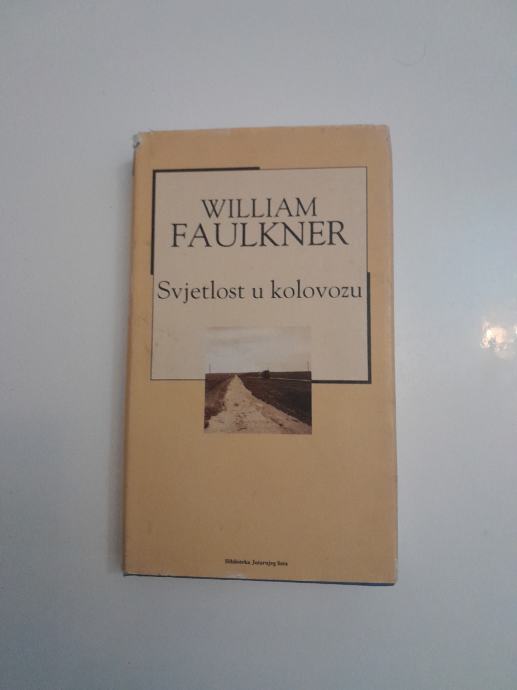 WILLIAM
FAULKNER
Svjetlost u kolovozu
Biblioteka Jutarnjeg lista